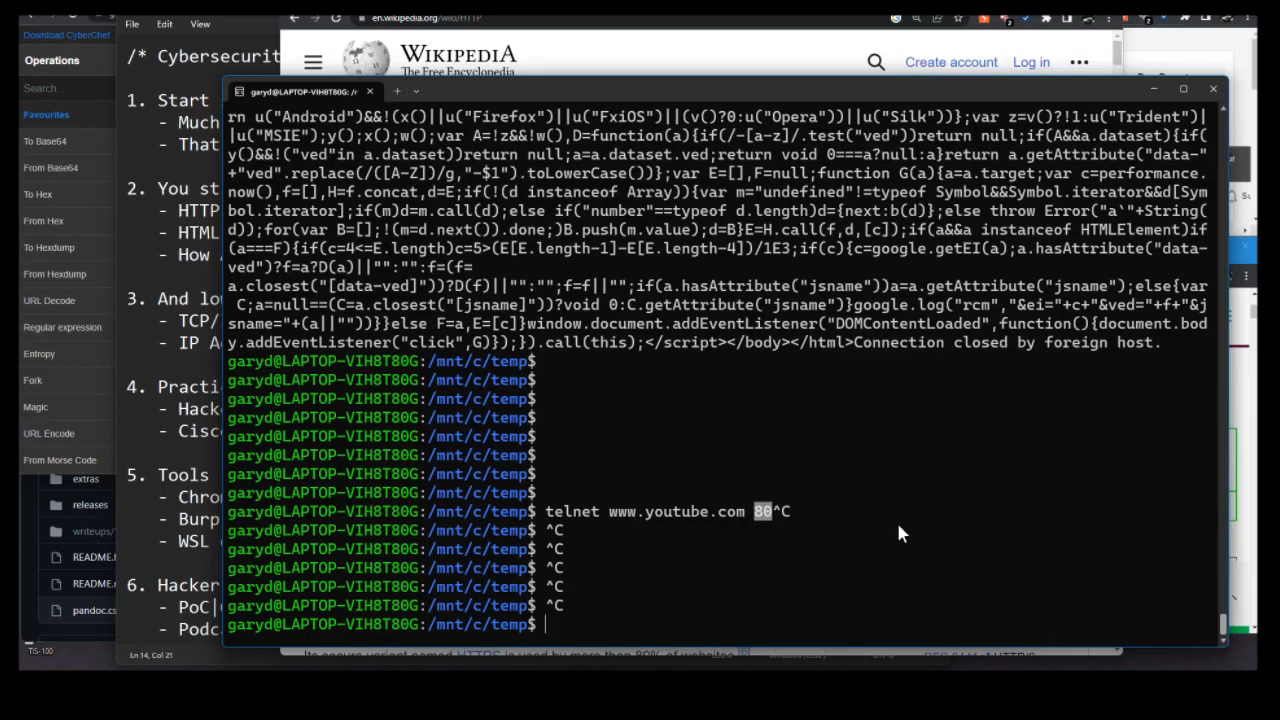 Download CyberChef
File Edit View
en.wikipedia.org/wiki/HTTP
Operations
Search...
Favourites
To Base64
From Base64
To Hex
From Hex
To Hexdump
From Hexdump
URL Decode
Regular expression
Entropy
Fork
Magic
URL Encode
From Morse Code
extras
releases
writeups/
README.
README.
pandoc.cs
TIS-100
/* Cybersecurit
1. Start
- Much
- That
2. You st
- HTTP
- HTML
- How
3. And lo
- TCP/
- IP A
4. Practi
- Hack
- Cisc
5. Tools
- Chro
- Burp
- WSL
6. Hacker
- PoC|
- Podc
Ln 14, Col 21
WIKIPEDIA
The Free Encyclopedia
Create account Log in
garyd@LAPTOP-VIH8T80G: /r
rn u("Android")&&!(x()||u("Firefox")||u("FxiOS")||(v()?0:u("Opera"))||u("Silk"))};var z=v()?!1:u("Trident")|
|u("MSIE");y();x();w();var A=!z&&!w(),D=function(a){if(/-[a-z]/.test("ved"))return null;if(A&&a.dataset){if(
y()&&!("ved"in a.dataset))return null;a=a.dataset.ved;return void 0===a?null:a}return a.getAttribute("data-"
+"ved".replace(/([A-Z])/g,"-$1").toLowerCase())};var E=[],F=null;function G(a){a=a.target;var c=performance.
now(),f=[],H=f.concat,d=E;if(!(d instanceof Array)){var m="undefined"!=typeof Symbol&&Symbol.iterator&&d[Sym
bol.iterator];if(m)d=m.call(d);else if("number"==typeof d.length)d={next:b(d)};else throw Error("a`"+String(
d));for(var B=[];!(m=d.next()).done;)B.push(m.value);d=B}E=H.call(f,d,[c]);if(a&&a instanceof HTMLElement)if
(a===F){if(c=4<=E.length)c=5>(E[E.length-1]-E[E.length-4])/1E3;if(c){c=google.getEI(a);a.hasAttribute("data-
ved")?f=a?D(a)||"":"":f=(f=
a.closest("[data-ved]"))?D(f)||"":"";f=f||"";if(a.hasAttribute("jsname"))a=a.getAttribute("jsname");else{var
C;a=null==(C=a.closest("[jsname]"))?void 0:C.getAttribute("jsname")}google.log("rcm","&ei="+c+"&ved="+f+"&j
sname="+(a||""))}}else F=a,E=[c]}window.document.addEventListener("DOMContentLoaded",function(){document.bod
y.addEventListener("click",G)});}).call(this);</script></body></html>Connection closed by foreign host.
garyd@LAPTOP-VIH8T80G:/mnt/c/temp$
garyd@LAPTOP-VIH8T80G:/mnt/c/temp$
garyd@LAPTOP-VIH8T80G:/mnt/c/temp$
garyd@LAPTOP-VIH8T80G:/mnt/c/temp$
garyd@LAPTOP-VIH8T80G:/mnt/c/temp$
garyd@LAPTOP-VIH8T80G:/mnt/c/temp$
garyd@LAPTOP-VIH8T80G:/mnt/c/temp$
garyd@LAPTOP-VIH8T80G:/mnt/c/temp$
garyd@LAPTOP-VIH8T80G:/mnt/c/temp$ telnet www.youtube.com 80^C
garyd@LAPTOP-VIH8T80G:/mnt/c/temp$ ^C
garyd@LAPTOP-VIH8T80G:/mnt/c/temp$ ^C
garyd@LAPTOP-VIH8T80G:/mnt/c/temp$ ^C
garyd@LAPTOP-VIH8T80G:/mnt/c/temp$ ^C
garyd@LAPTOP-VIH8T80G:/mnt/c/temp$ ^C
garyd@LAPTOP-VIH8T80G:/mnt/c/temp$
Its secure variant named HTTPS is used by more than 80% of websites